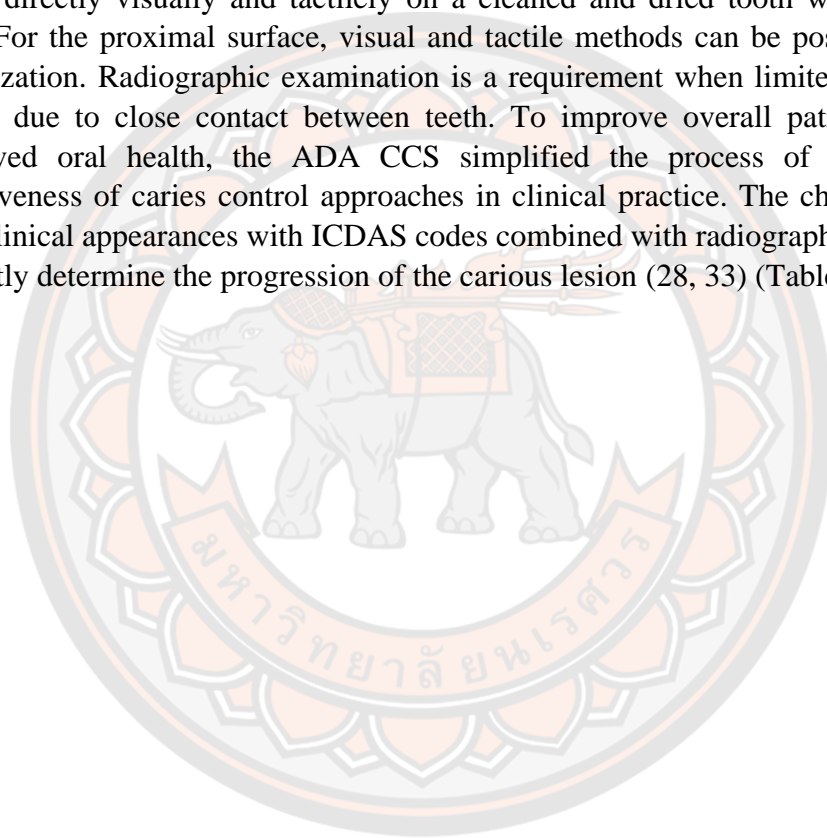 directly visually and tactilely on a cleaned and dried tooth w
For the proximal surface, visual and tactile methods can be pos
zation. Radiographic examination is a requirement when limite
due to close contact between teeth. To improve overall pat
ved oral health, the ADA CCS simplified the process of
iveness of caries control approaches in clinical practice. The ch
linical appearances with ICDAS codes combined with radiograph
tly determine the progression of the carious lesion (28, 33) (Table
มหาวิทยาลัยนเรศวร